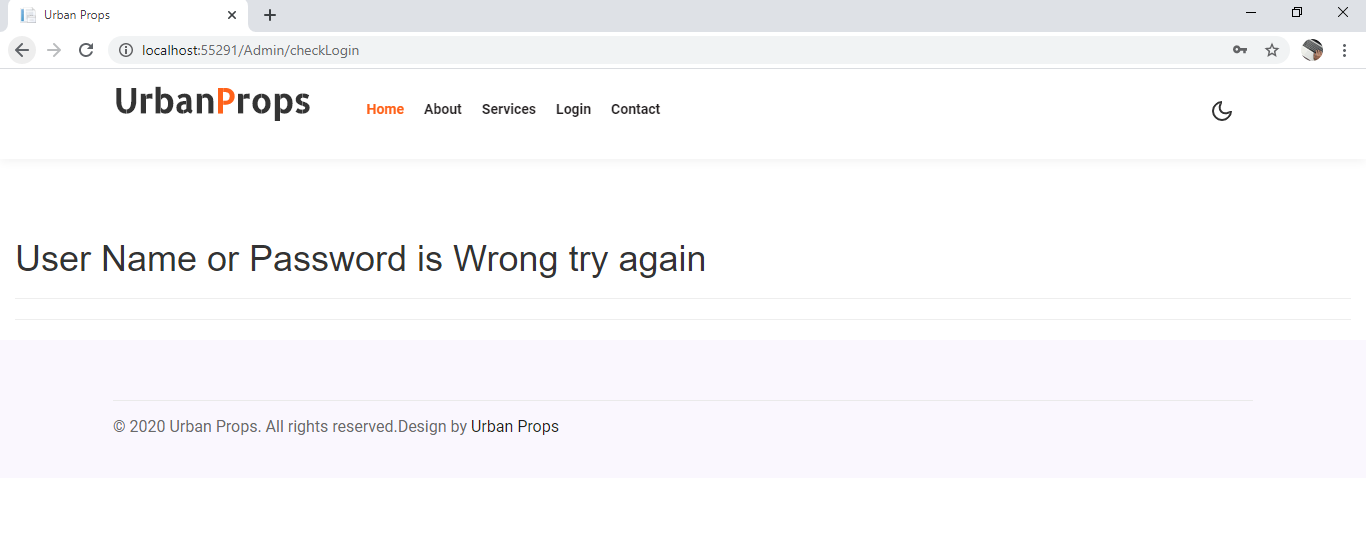 Urban Props
localhost:55291/Admin/checkLogin
UrbanProps
Home About Services Login Contact
User Name or Password is Wrong try again
© 2020 Urban Props. All rights reserved.Design by Urban Props